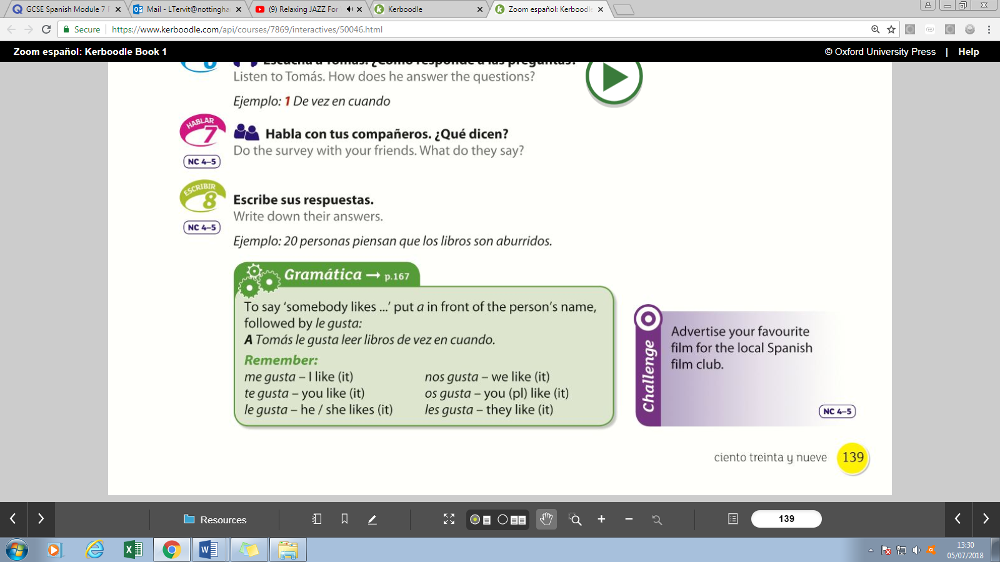 GCSE Spanish Module 7
Mail - LTervit@nottingha
(9) Relaxing JAZZ For
Kerboodle
Zoom español: Kerboodle
Secure
https://www.kerboodle.com/api/courses/7869/interactives/50046.html
Zoom español: Kerboodle Book 1
© Oxford University Press | Help
6 Escucha a Tomás. ¿Cómo responde a las preguntas?
Listen to Tomás. How does he answer the questions?
Ejemplo: 1 De vez en cuando
HABLAR
7
Habla con tus compañeros. ¿Qué dicen?
Do the survey with your friends. What do they say?
NC 4–5
ESCRIBIR
8
Escribe sus respuestas.
Write down their answers.
NC 4–5
Ejemplo: 20 personas piensan que los libros son aburridos.
Gramática → p.167
To say ‘somebody likes ...’ put a in front of the person’s name,
followed by le gusta:
A Tomás le gusta leer libros de vez en cuando.
Remember:
me gusta – I like (it)
te gusta – you like (it)
le gusta – he / she likes (it)
nos gusta – we like (it)
os gusta – you (pl) like (it)
les gusta – they like (it)
Challenge
Advertise your favourite
film for the local Spanish
film club.
NC 4–5
ciento treinta y nueve 139
Resources
139
13:30
05/07/2018